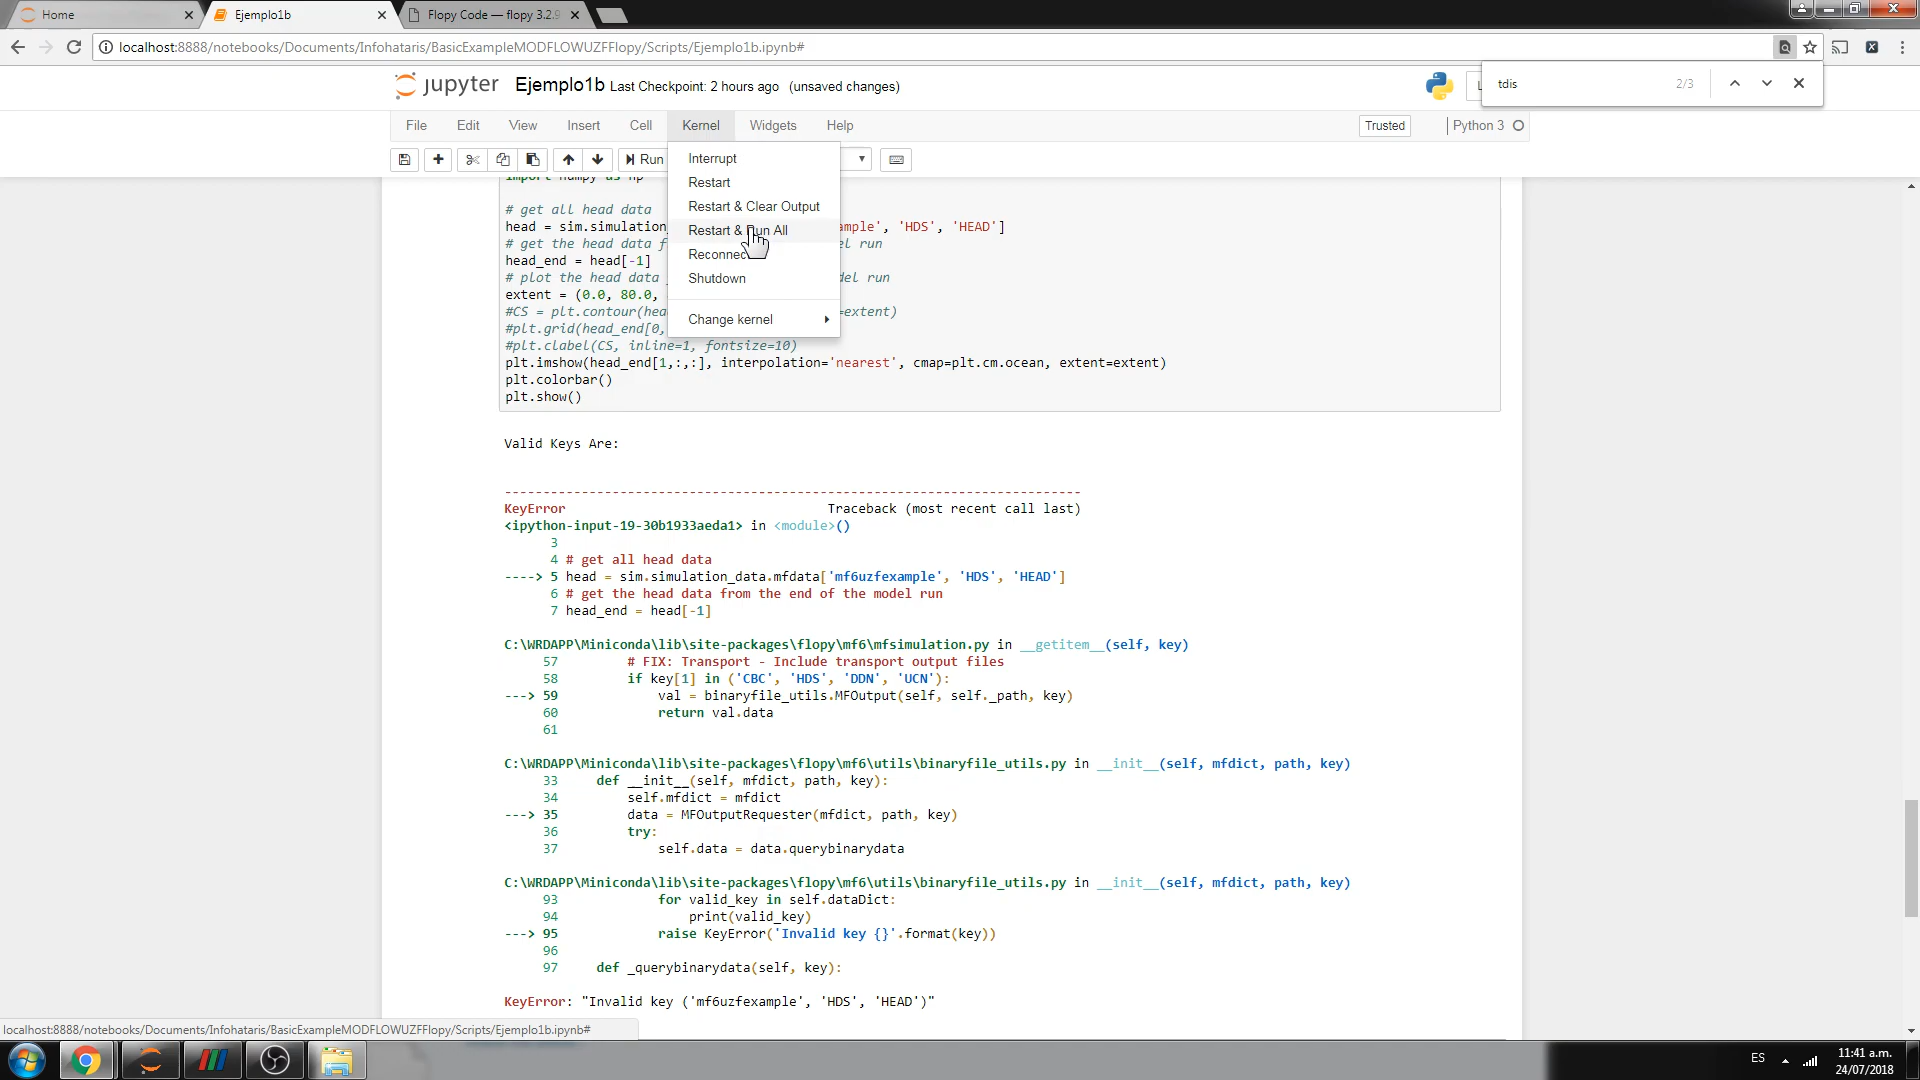 Home
Ejemplo1b
Flopy Code — flopy 3.2.9
localhost:8888/notebooks/Documents/Infohataris/BasicExampleMODFLOWUZFFlopy/Scripts/Ejemplo1b.ipynb#
tdis 2/3
jupyter Ejemplo1b Last Checkpoint: 2 hours ago (unsaved changes)
File Edit View Insert Cell Kernel Widgets Help Trusted Python 3
Run
Interrupt
Restart
Restart & Clear Output
Restart & Run All
Reconnec
Shutdown
Change kernel
import numpy as np
# get all head data
head = sim.simulation ample', 'HDS', 'HEAD']
# get the head data f el run
head_end = head[-1]
# plot the head data del run
extent = (0.0, 80.0,
#CS = plt.contour(hea =extent)
#plt.grid(head_end[0,
#plt.clabel(CS, inline=1, fontsize=10)
plt.imshow(head_end[1,:,:], interpolation='nearest', cmap=plt.cm.ocean, extent=extent)
plt.colorbar()
plt.show()
Valid Keys Are:
---------------------------------------------------------------------------
KeyError Traceback (most recent call last)
<ipython-input-19-30b1933aeda1> in <module>()
3
4 # get all head data
----> 5 head = sim.simulation_data.mfdata['mf6uzfexample', 'HDS', 'HEAD']
6 # get the head data from the end of the model run
7 head_end = head[-1]
C:\WRDAPP\Miniconda\lib\site-packages\flopy\mf6\mfsimulation.py in __getitem__(self, key)
57 # FIX: Transport - Include transport output files
58 if key[1] in ('CBC', 'HDS', 'DDN', 'UCN'):
---> 59 val = binaryfile_utils.MFOutput(self, self._path, key)
60 return val.data
61
C:\WRDAPP\Miniconda\lib\site-packages\flopy\mf6\utils\binaryfile_utils.py in __init__(self, mfdict, path, key)
33 def __init__(self, mfdict, path, key):
34 self.mfdict = mfdict
---> 35 data = MFOutputRequester(mfdict, path, key)
36 try:
37 self.data = data.querybinarydata
C:\WRDAPP\Miniconda\lib\site-packages\flopy\mf6\utils\binaryfile_utils.py in __init__(self, mfdict, path, key)
93 for valid_key in self.dataDict:
94 print(valid_key)
---> 95 raise KeyError('Invalid key {}'.format(key))
96
97 def _querybinarydata(self, key):
KeyError: "Invalid key ('mf6uzfexample', 'HDS', 'HEAD')"
localhost:8888/notebooks/Documents/Infohataris/BasicExampleMODFLOWUZFFlopy/Scripts/Ejemplo1b.ipynb#
ES
11:41 a.m.
24/07/2018